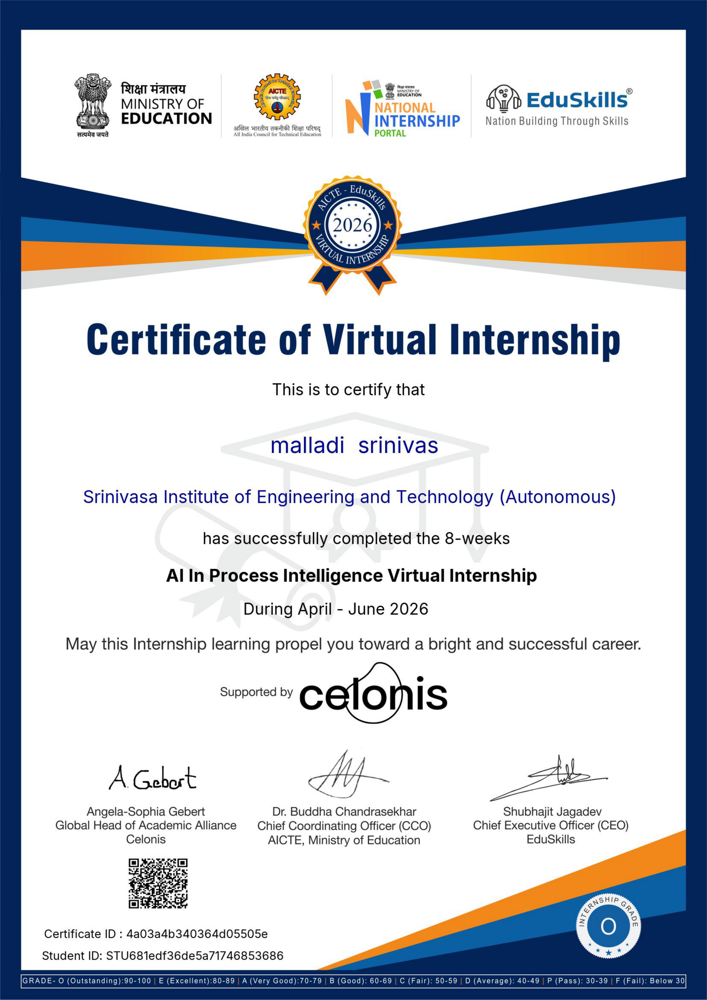 शिक्षा मंत्रालय
MINISTRY OF
EDUCATION
सत्यमेव जयते
All India Council for Technical Education
AICTE
अखिल भारतीय तकनीकी शिक्षा परिषद्
All India Council for Technical Education
शिक्षा मंत्रालय
MINISTRY OF
EDUCATION
NATIONAL
INTERNSHIP
PORTAL
EduSkills®
Nation Building Through Skills
AICTE - EduSkills
2026
VIRTUAL INTERNSHIP
Certificate of Virtual Internship
This is to certify that
malladi srinivas
Srinivasa Institute of Engineering and Technology (Autonomous)
has successfully completed the 8-weeks
AI In Process Intelligence Virtual Internship
During April - June 2026
May this Internship learning propel you toward a bright and successful career.
Supported by celonis
A. Gebert
Angela-Sophia Gebert
Global Head of Academic Alliance
Celonis
Dr. Buddha Chandrasekhar
Chief Coordinating Officer (CCO)
AICTE, Ministry of Education
Shubhajit Jagadev
Chief Executive Officer (CEO)
EduSkills
Certificate ID : 4a03a4b340364d05505e
Student ID: STU681edf36de5a71746853686
INTERNSHIP GRADE
O
GRADE- O (Outstanding):90-100 | E (Excellent):80-89 | A (Very Good):70-79 | B (Good): 60-69 | C (Fair): 50-59 | D (Average): 40-49 | P (Pass): 30-39 | F (Fail): Below 30